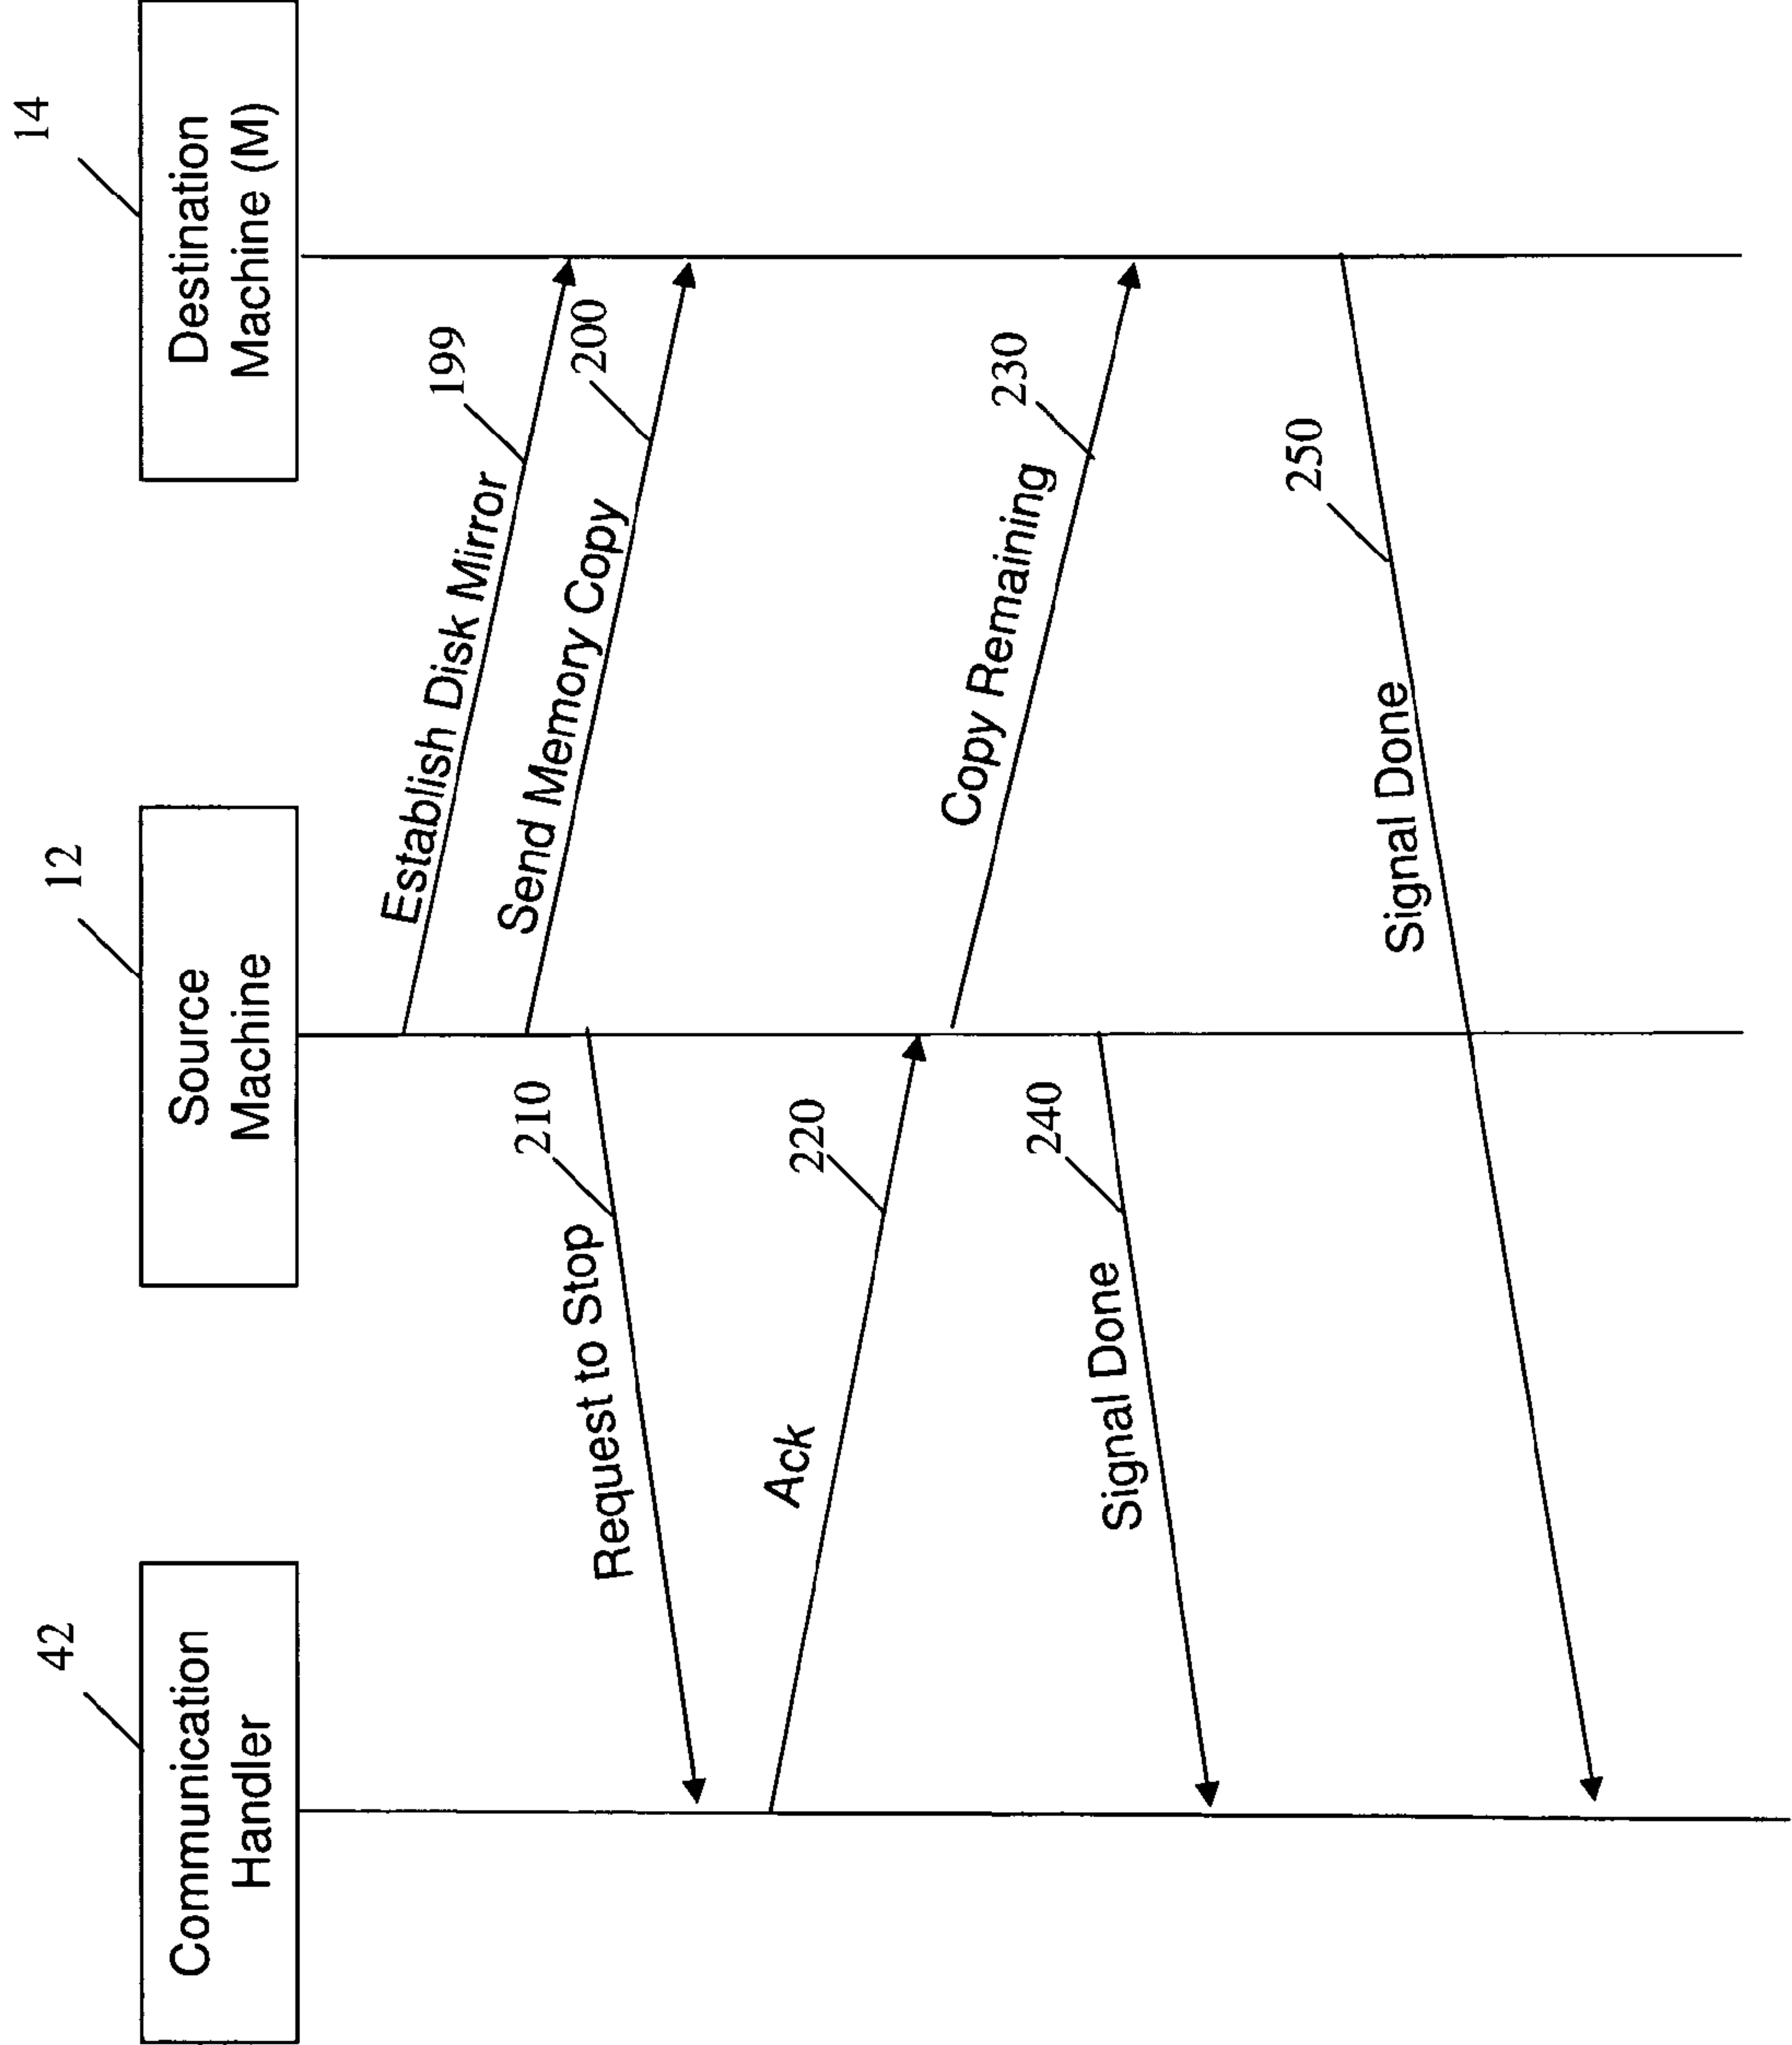 42
Communication
Handler
12
Source
Machine
14
Destination
Machine (M)
Establish Disk Mirror
199
Send Memory Copy
200
Request to Stop
210
Ack
220
Copy Remaining
230
Signal Done
240
Signal Done
250